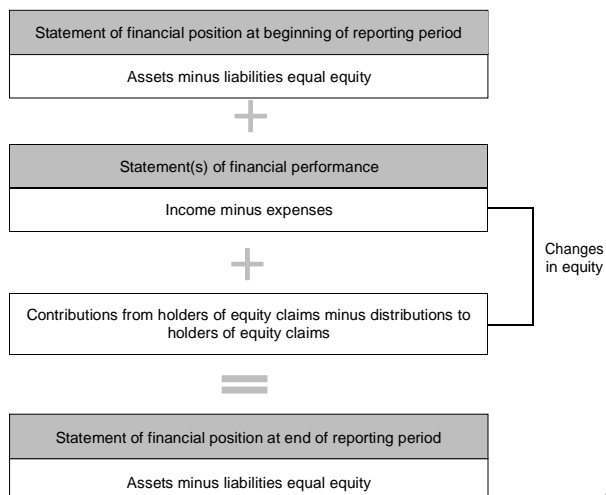 Statement of financial position at beginning of reporting period
Assets minus liabilities equal equity
+
Statement(s) of financial performance
Income minus expenses
Changes
in equity
+
Contributions from holders of equity claims minus distributions to
holders of equity claims
=
Statement of financial position at end of reporting period
Assets minus liabilities equal equity